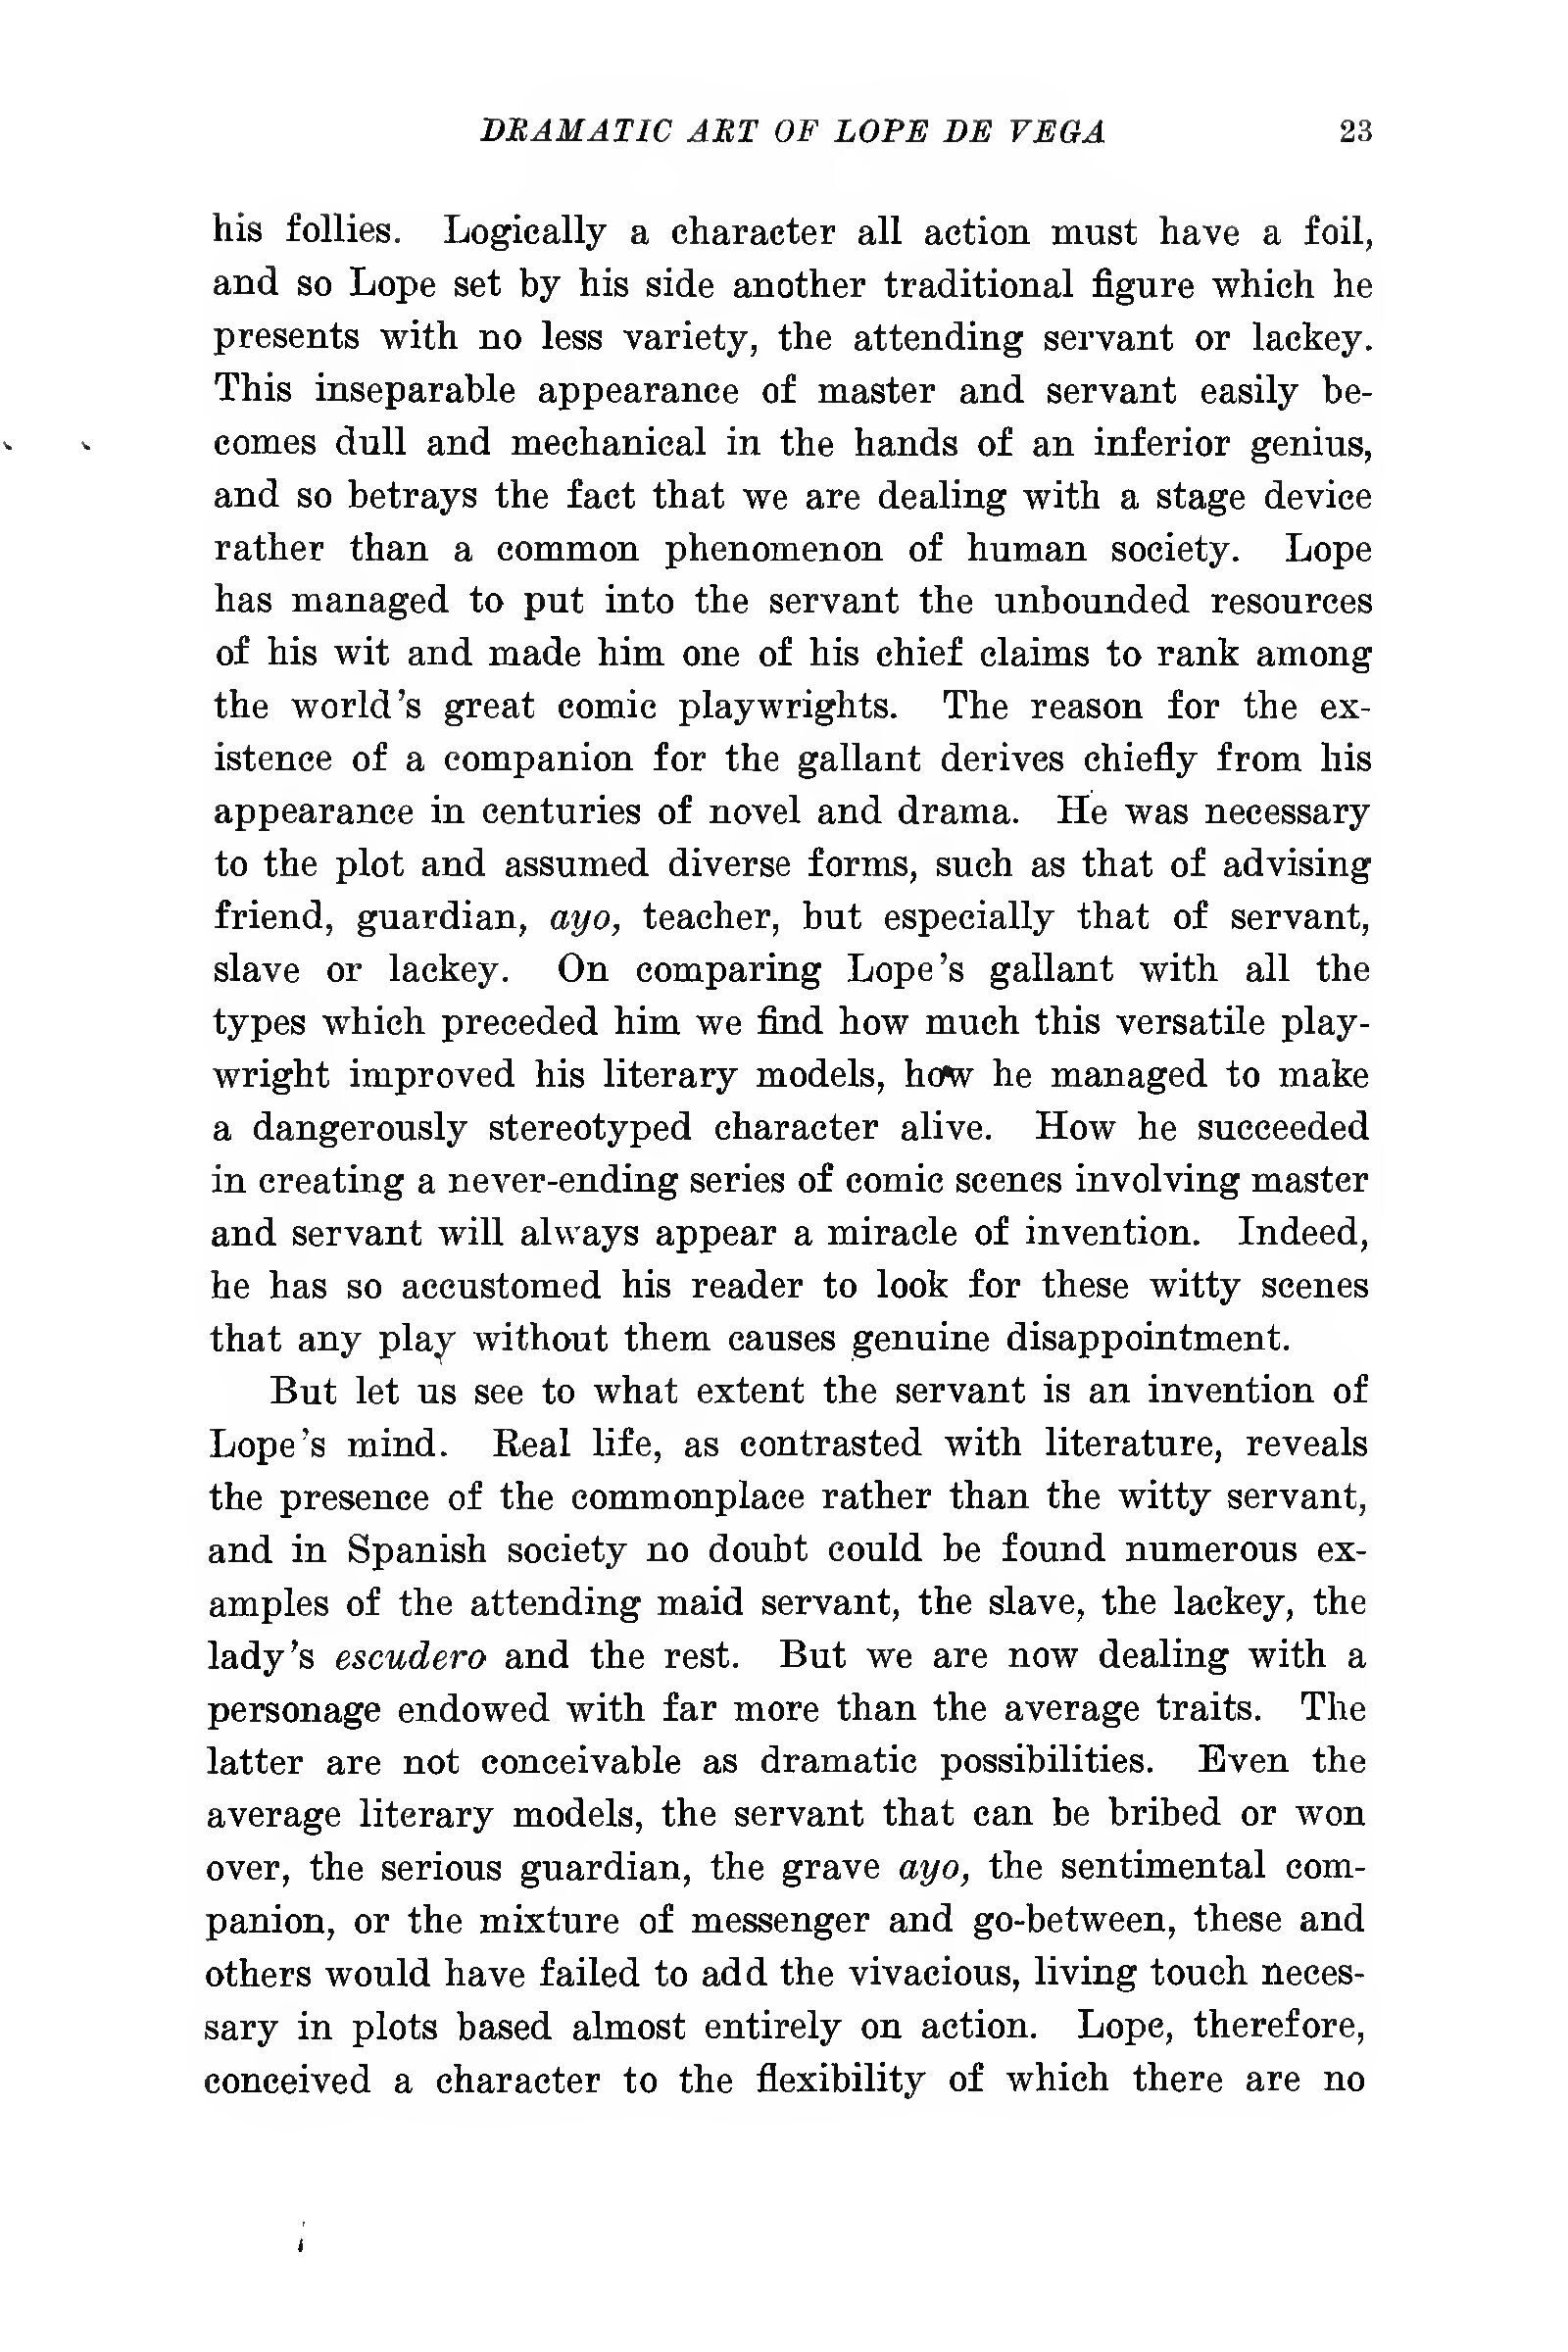 DRAMATIC ART OF LOPE DE VEGA 23
his follies. Logically a character all action must have a foil,
and so Lope set by his side another traditional figure which he
presents with no less variety, the attending servant or lackey.
This inseparable appearance of master and servant easily be-
comes dull and mechanical in the hands of an inferior genius,
and so betrays the fact that we are dealing with a stage device
rather than a common phenomenon of human society. Lope
has managed to put into the servant the unbounded resources
of his wit and made him one of his chief claims to rank among
the world's great comic playwrights. The reason for the ex-
istence of a companion for the gallant derives chiefly from his
appearance in centuries of novel and drama. He was necessary
to the plot and assumed diverse forms, such as that of advising
friend, guardian, ayo, teacher, but especially that of servant,
slave or lackey. On comparing Lope's gallant with all the
types which preceded him we find how much this versatile play-
wright improved his literary models, how he managed to make
a dangerously stereotyped character alive. How he succeeded
in creating a never-ending series of comic scenes involving master
and servant will always appear a miracle of invention. Indeed,
he has so accustomed his reader to look for these witty scenes
that any play without them causes genuine disappointment.
But let us see to what extent the servant is an invention of
Lope's mind. Real life, as contrasted with literature, reveals
the presence of the commonplace rather than the witty servant,
and in Spanish society no doubt could be found numerous ex-
amples of the attending maid servant, the slave, the lackey, the
lady's escudero and the rest. But we are now dealing with a
personage endowed with far more than the average traits. The
latter are not conceivable as dramatic possibilities. Even the
average literary models, the servant that can be bribed or won
over, the serious guardian, the grave ayo, the sentimental com-
panion, or the mixture of messenger and go-between, these and
others would have failed to add the vivacious, living touch neces-
sary in plots based almost entirely on action. Lope, therefore,
conceived a character to the flexibility of which there are no